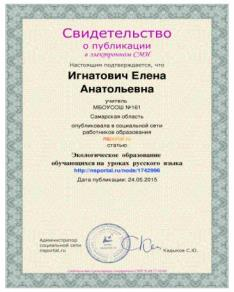 Свидетельство
о публикации
в электронном СМИ
Настоящим подтверждается, что
Игнатович Елена
Анатольевна
учитель
МБОУСОШ №161
Самарская область
опубликовала в социальной сети
работников образования
nsportal.ru
статью
Экологическое образование
обучающихся на уроках русского языка
http://nsportal.ru/node/1742996
Дата публикации: 24.05.2015
Администратор
социальной сети
nsportal.ru
Кадыков С.Ю.